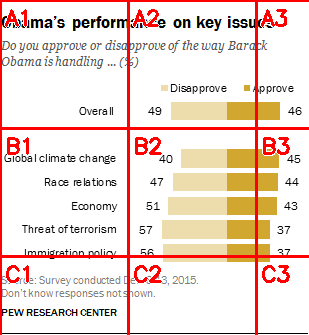 Obama's performance on key issues
Do you approve or disapprove of the way Barack
Obama is handling ... (%)
Disapprove Approve
Overall 49 46
Global climate change 40 45
Race relations 47 44
Economy 51 43
Threat of terrorism 57 37
Immigration policy 56 37
Source: Survey conducted 3, 2015.
Don't know responses not shown.
PEW RESEARCH CENTER
A1 A2 A3
B1 B2 B3
C1 C2 C3